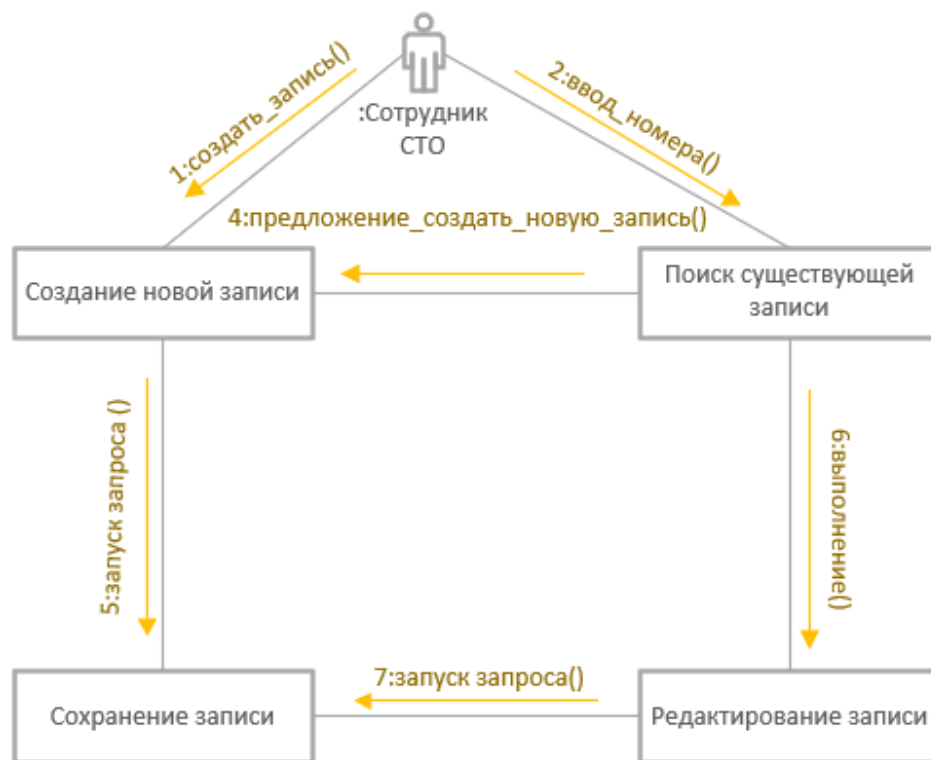 1:создать_запись()
2:ввод_номера()
:Сотрудник
СТО
4:предложение_создать_новую_запись()
Создание новой записи
Поиск существующей
записи
5:запуск запроса ()
6:выполнение()
7:запуск запроса()
Сохранение записи
Редактирование записи